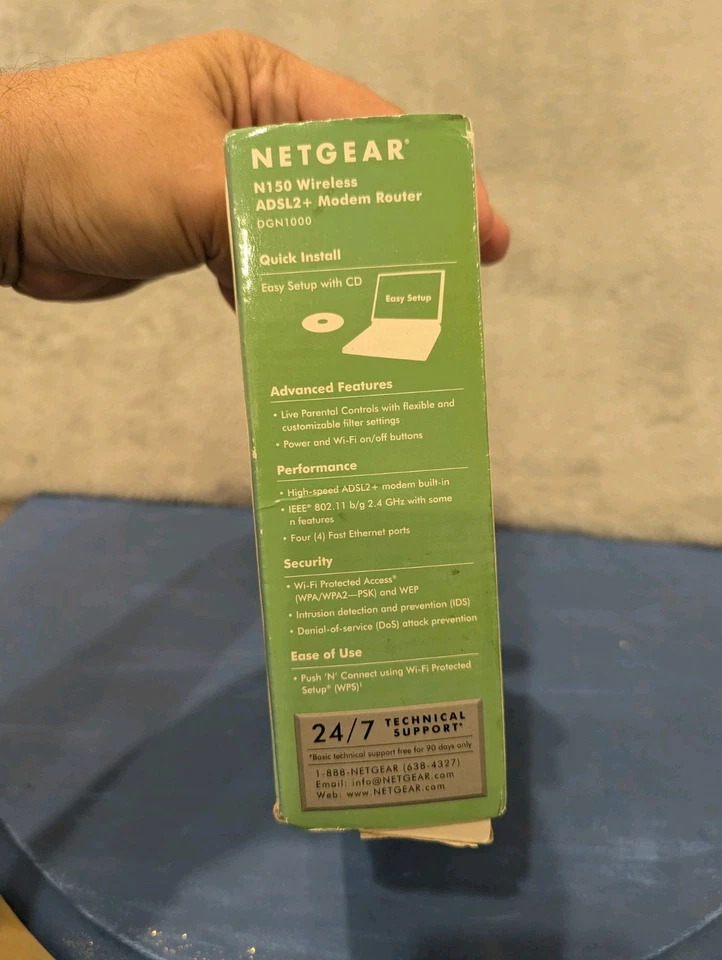 NETGEAR®
N150 Wireless
ADSL2+ Modem Router
DGN1000
Quick Install
Easy Setup with CD
Easy Setup
Advanced Features
• Live Parental Controls with flexible and
customizable filter settings
• Power and Wi-Fi on/off buttons
Performance
• High-speed ADSL2+ modem built-in
• IEEE® 802.11 b/g 2.4 GHz with some
n features
• Four (4) Fast Ethernet ports
Security
• Wi-Fi Protected Access®
(WPA/WPA2—PSK) and WEP
• Intrusion detection and prevention (IDS)
• Denial-of-service (DoS) attack prevention
Ease of Use
• Push 'N' Connect using Wi-Fi Protected
Setup® (WPS)¹
24/7 TECHNICAL
SUPPORT*
*Basic technical support free for 90 days only
1-888-NETGEAR (638-4327)
Email: info@NETGEAR.com
Web: www.NETGEAR.com